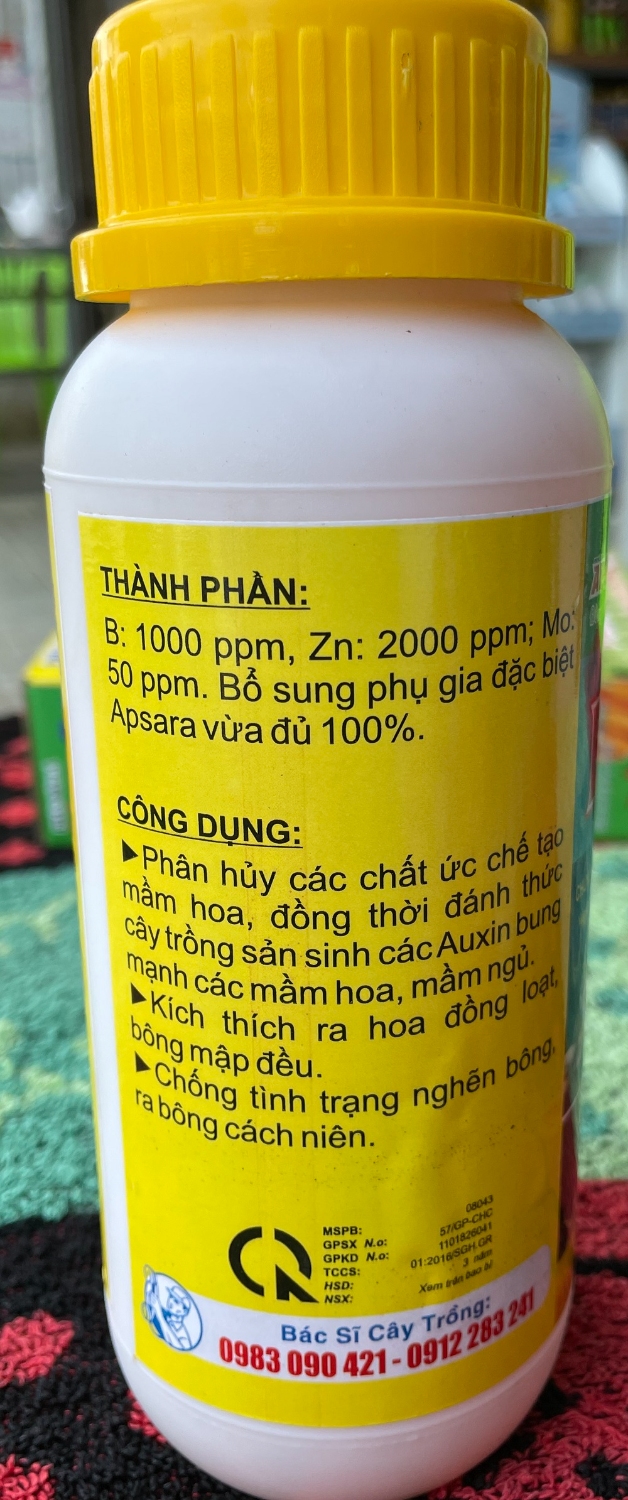 THÀNH PHẦN:
B: 1000 ppm, Zn: 2000 ppm; Mo:
50 ppm. Bổ sung phụ gia đặc biệt
Apsara vừa đủ 100%.
CÔNG DỤNG:
►Phân hủy các chất ức chế tạo
mầm hoa, đồng thời đánh thức
cây trồng sản sinh các Auxin bung
mạnh các mầm hoa, mầm ngủ.
►Kích thích ra hoa đồng loạt,
bông mập đều.
►Chống tình trạng nghẽn bông,
ra bông cách niên.
MSPB: 08043
GPSX N.o: 57/GP-CHC
GPKD N.o: 1101826041
TCCS: 01:2016/SGH.GR
HSD: 3 năm
NSX: Xem trên bao bì
Bác Sĩ Cây Trồng:
0983 090 421 - 0912 283 241